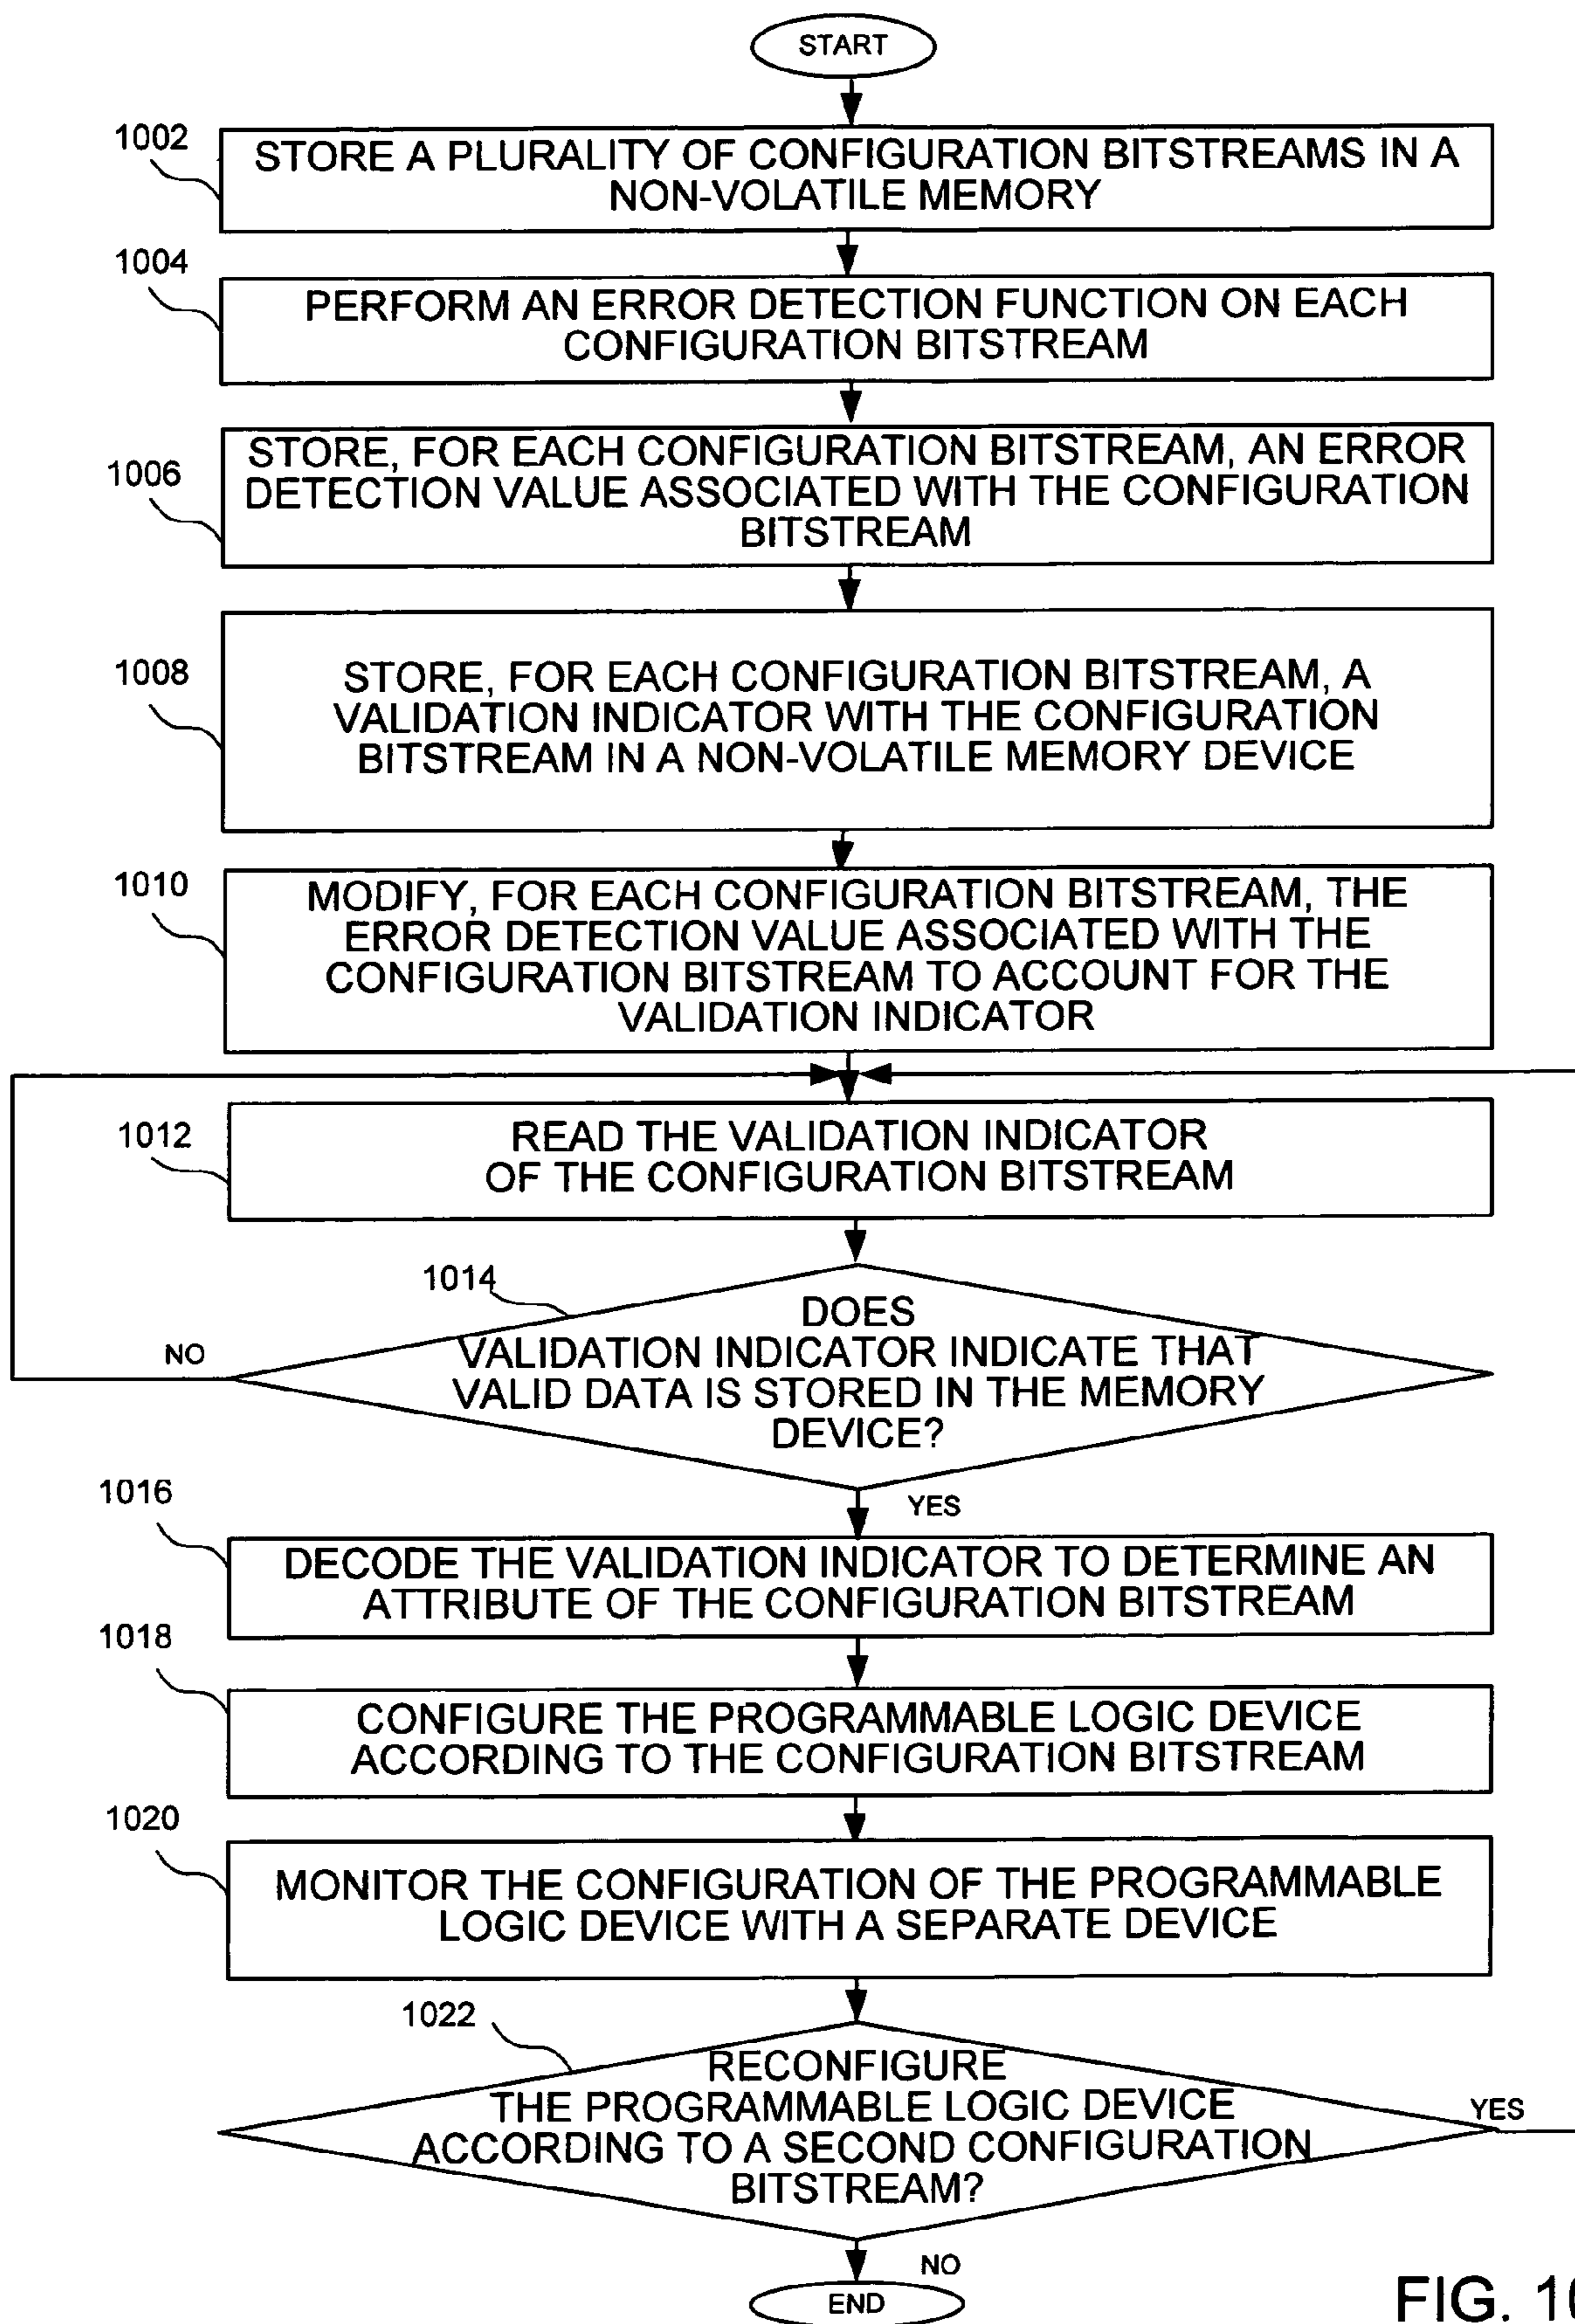 START
1002
STORE A PLURALITY OF CONFIGURATION BITSTREAMS IN A
NON-VOLATILE MEMORY
1004
PERFORM AN ERROR DETECTION FUNCTION ON EACH
CONFIGURATION BITSTREAM
1006
STORE, FOR EACH CONFIGURATION BITSTREAM, AN ERROR
DETECTION VALUE ASSOCIATED WITH THE CONFIGURATION
BITSTREAM
1008
STORE, FOR EACH CONFIGURATION BITSTREAM, A
VALIDATION INDICATOR WITH THE CONFIGURATION
BITSTREAM IN A NON-VOLATILE MEMORY DEVICE
1010
MODIFY, FOR EACH CONFIGURATION BITSTREAM, THE
ERROR DETECTION VALUE ASSOCIATED WITH THE
CONFIGURATION BITSTREAM TO ACCOUNT FOR THE
VALIDATION INDICATOR
1012
READ THE VALIDATION INDICATOR
OF THE CONFIGURATION BITSTREAM
1014
DOES
VALIDATION INDICATOR INDICATE THAT
VALID DATA IS STORED IN THE MEMORY
DEVICE?
NO
YES
1016
DECODE THE VALIDATION INDICATOR TO DETERMINE AN
ATTRIBUTE OF THE CONFIGURATION BITSTREAM
1018
CONFIGURE THE PROGRAMMABLE LOGIC DEVICE
ACCORDING TO THE CONFIGURATION BITSTREAM
1020
MONITOR THE CONFIGURATION OF THE PROGRAMMABLE
LOGIC DEVICE WITH A SEPARATE DEVICE
1022
RECONFIGURE
THE PROGRAMMABLE LOGIC DEVICE
ACCORDING TO A SECOND CONFIGURATION
BITSTREAM?
YES
NO
END
FIG. 10